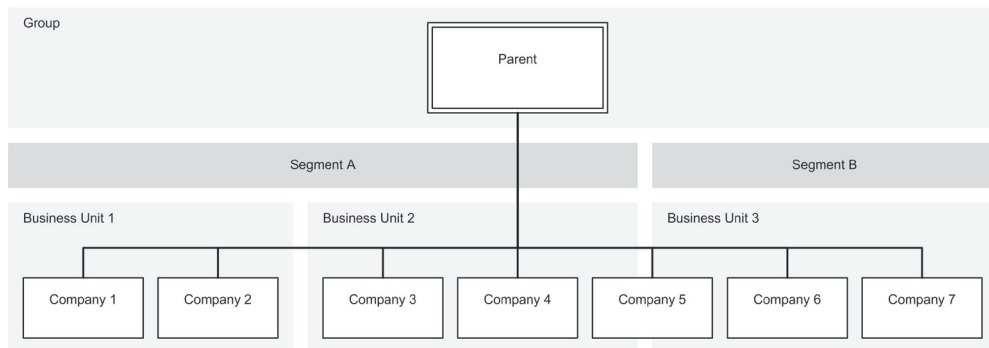 Group
Parent
Segment A
Segment B
Business Unit 1
Business Unit 2
Business Unit 3
Company 1
Company 2
Company 3
Company 4
Company 5
Company 6
Company 7